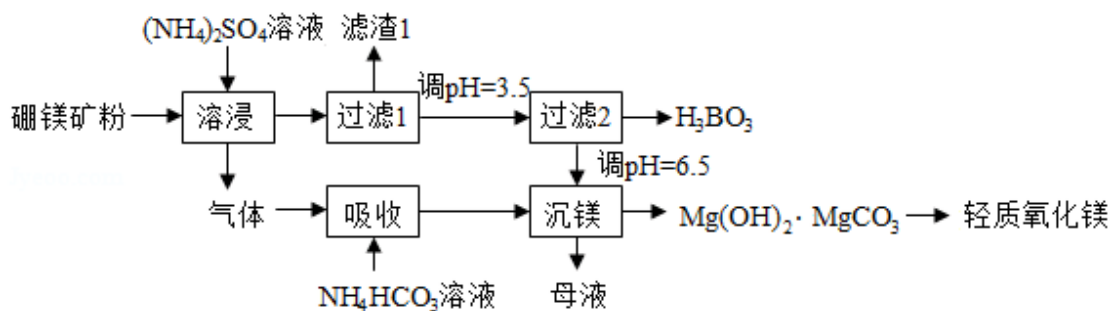 (NH₄)₂SO₄溶液 滤渣1
调pH=3.5
硼镁矿粉 溶浸 过滤1 过滤2 H₃BO₃
调pH=6.5
气体 吸收 沉镁 Mg(OH)₂· MgCO₃ 轻质氧化镁
NH₄HCO₃溶液 母液